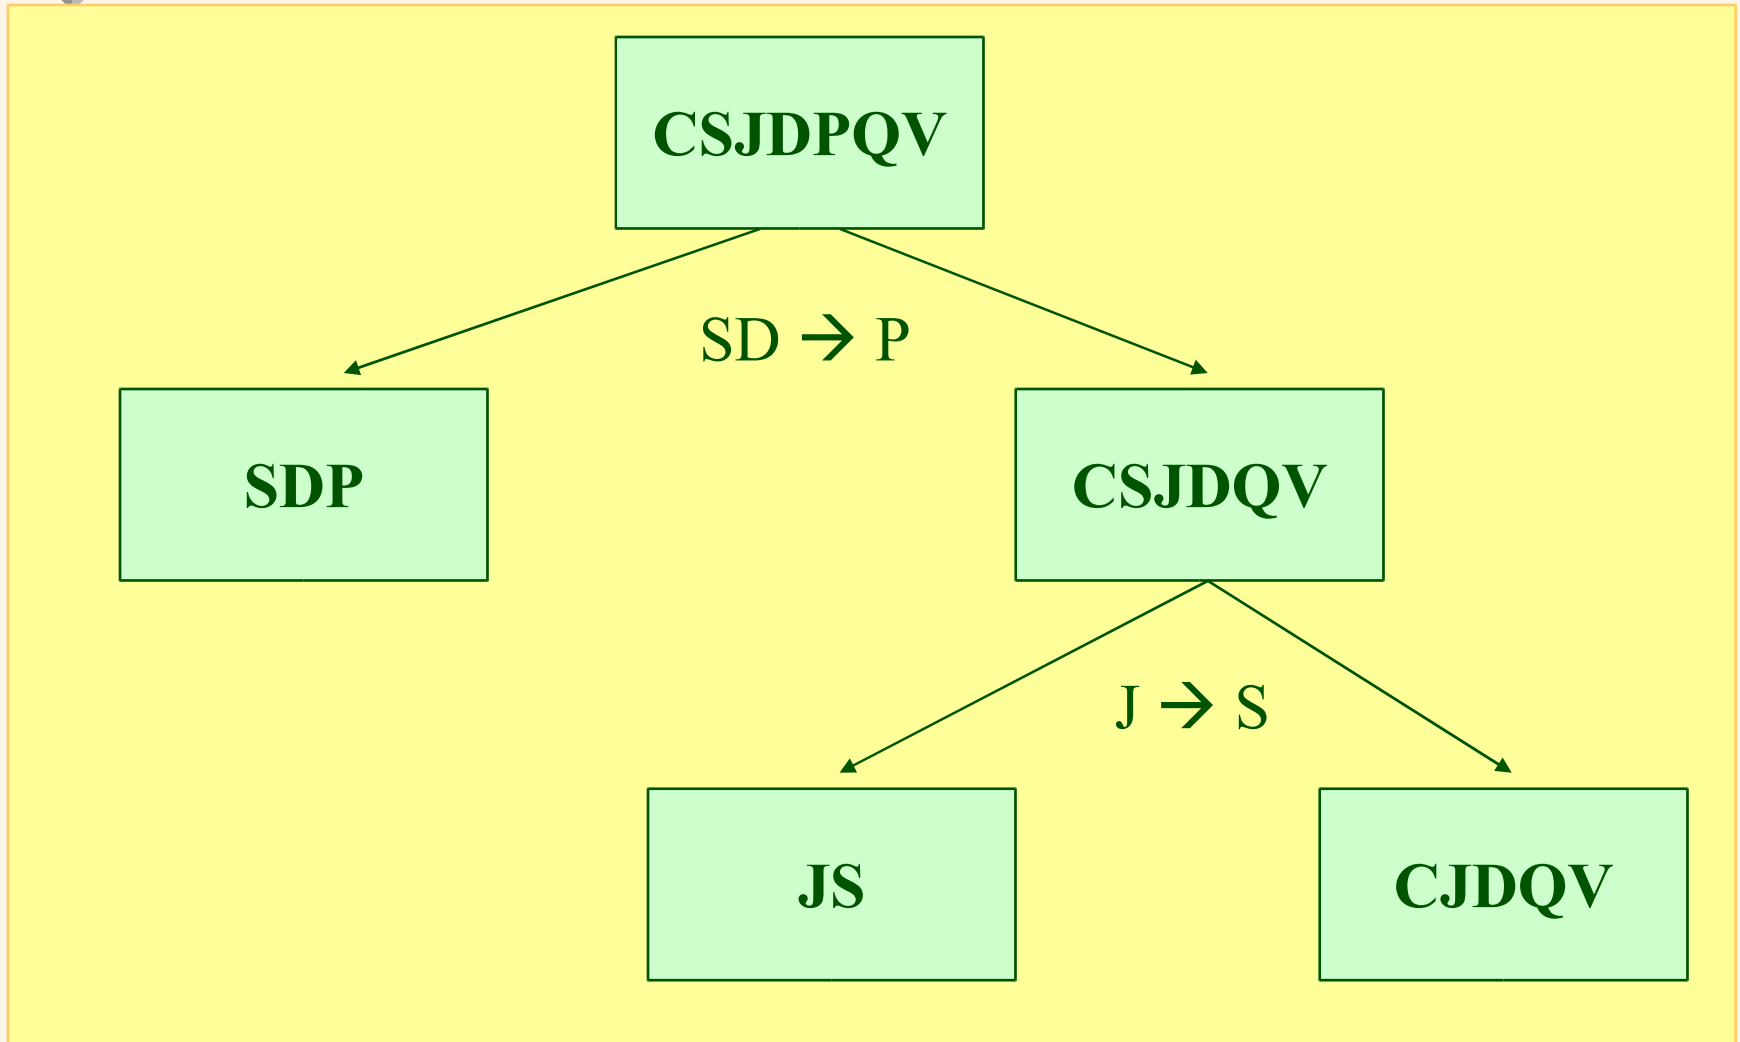 CSJDPQV
SD → P
SDP
CSJDQV
J → S
JS
CJDQV